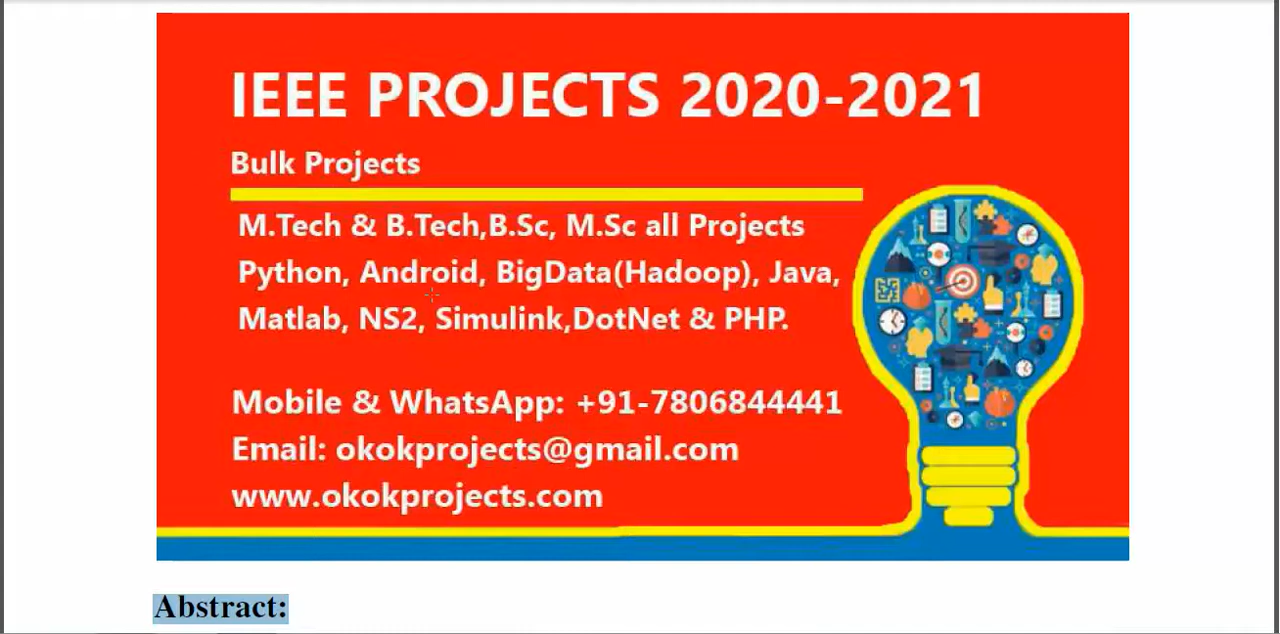 IEEE PROJECTS 2020-2021
Bulk Projects
M.Tech & B.Tech,B.Sc, M.Sc all Projects
Python, Android, BigData(Hadoop), Java,
Matlab, NS2, Simulink,DotNet & PHP.
Mobile & WhatsApp: +91-7806844441
Email: okokprojects@gmail.com
www.okokprojects.com
Abstract: